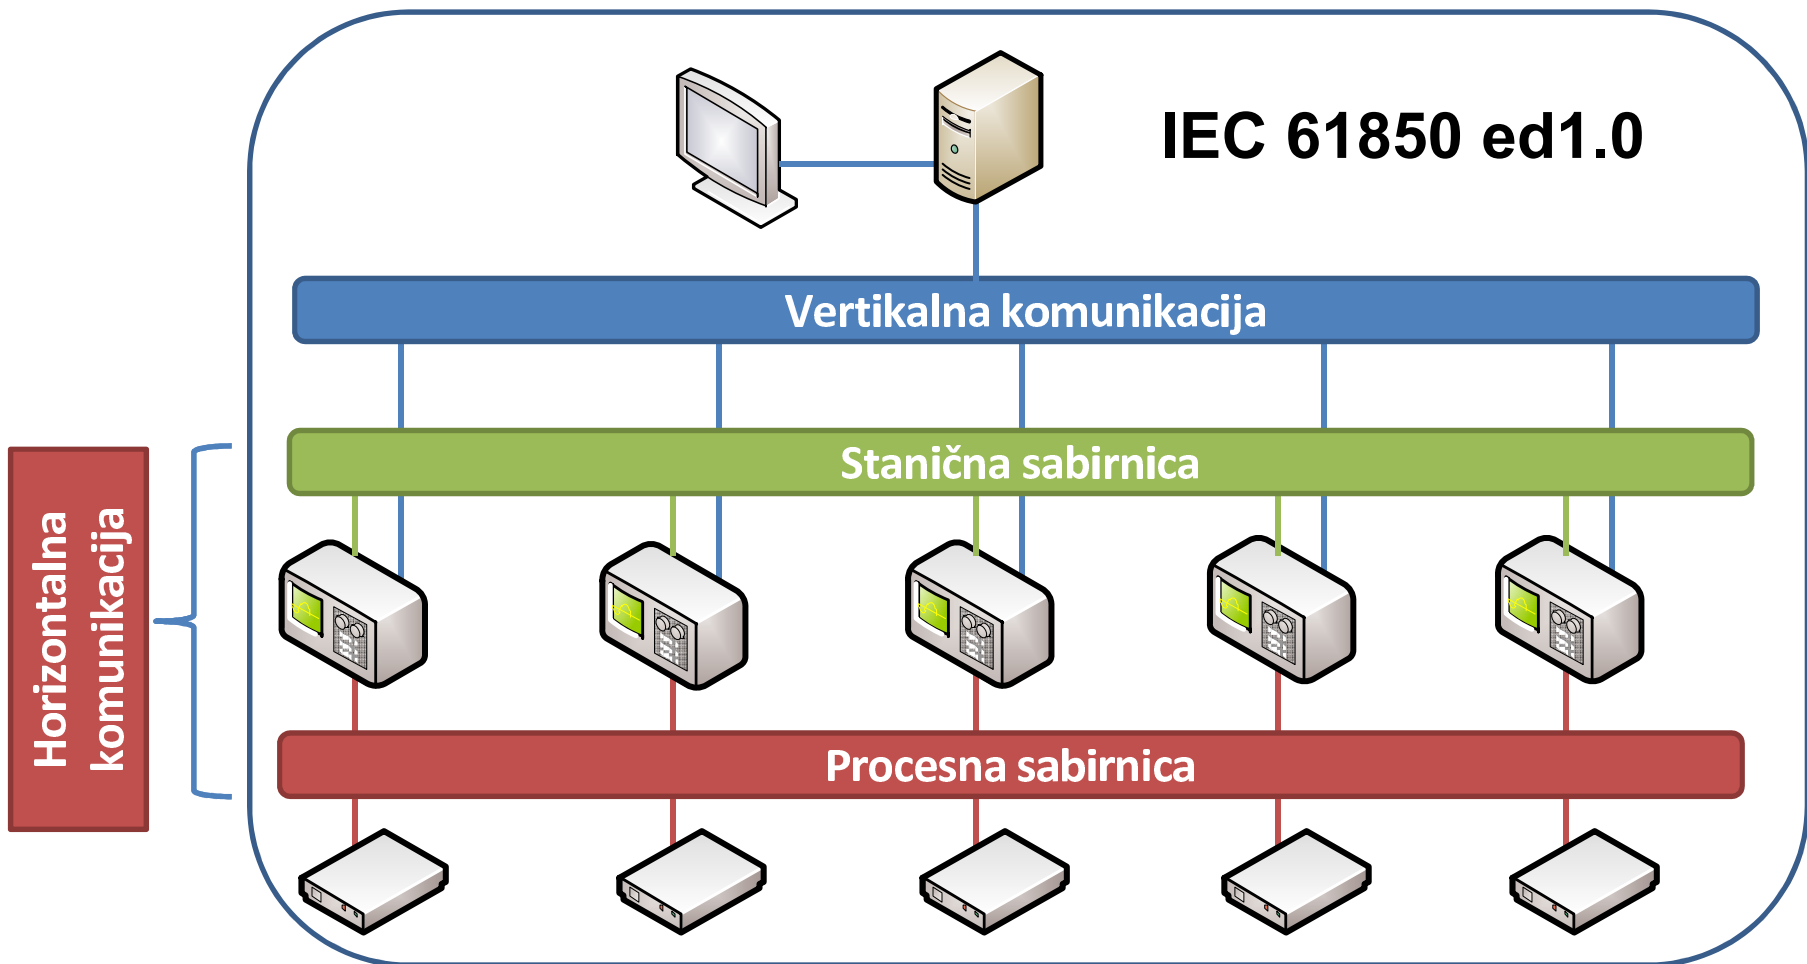 IEC 61850 ed1.0
Vertikalna komunikacija
Stanična sabirnica
Horizontalna
komunikacija
Procesna sabirnica